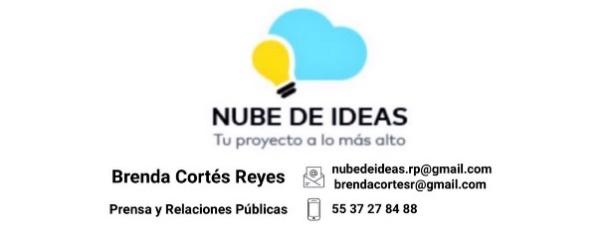 NUBE DE IDEAS
Tu proyecto a lo más alto
Brenda Cortés Reyes
nubedeideas.rp@gmail.com
brendacortesr@gmail.com
Prensa y Relaciones Públicas
55 37 27 84 88